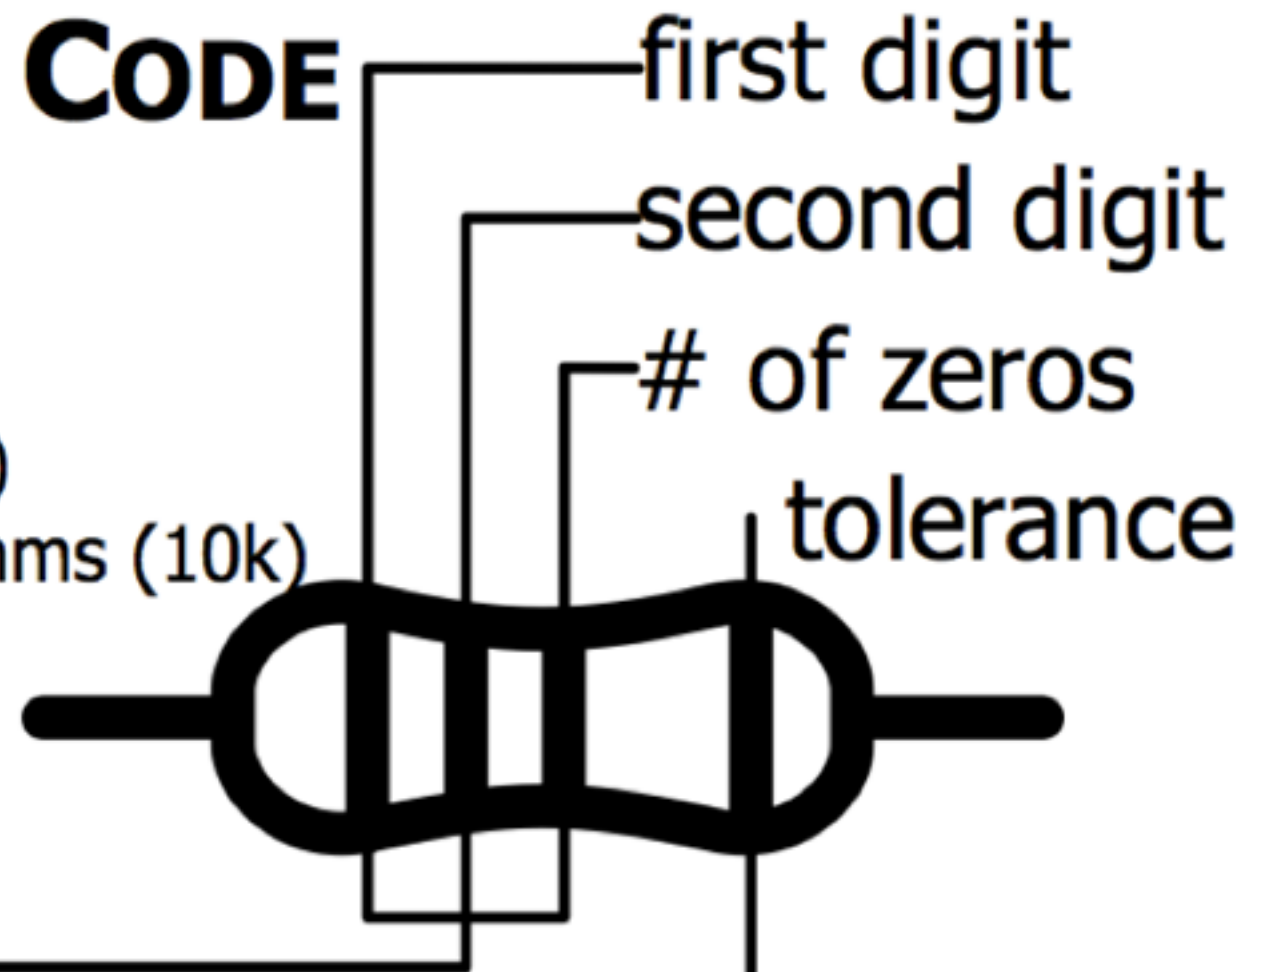 CODE
first digit
second digit
# of zeros
tolerance
(10k)